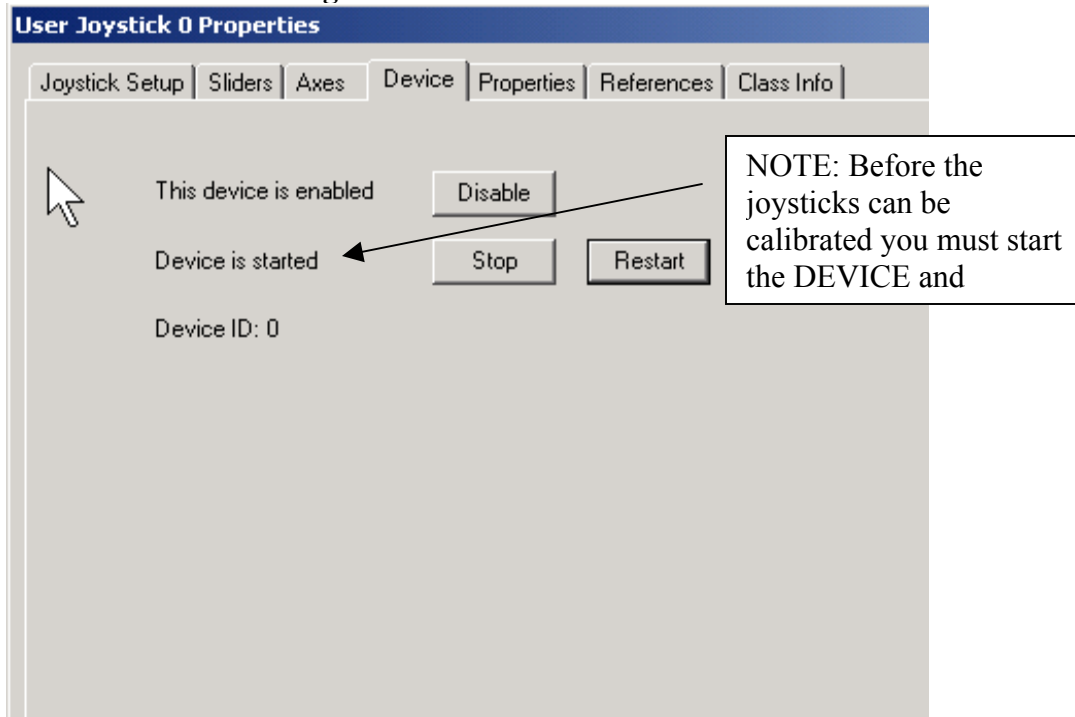 User Joystick 0 Properties
Joystick Setup Sliders Axes Device Properties References Class Info
This device is enabled Disable
Device is started Stop Restart
Device ID: 0
NOTE: Before the
joysticks can be
calibrated you must start
the DEVICE and